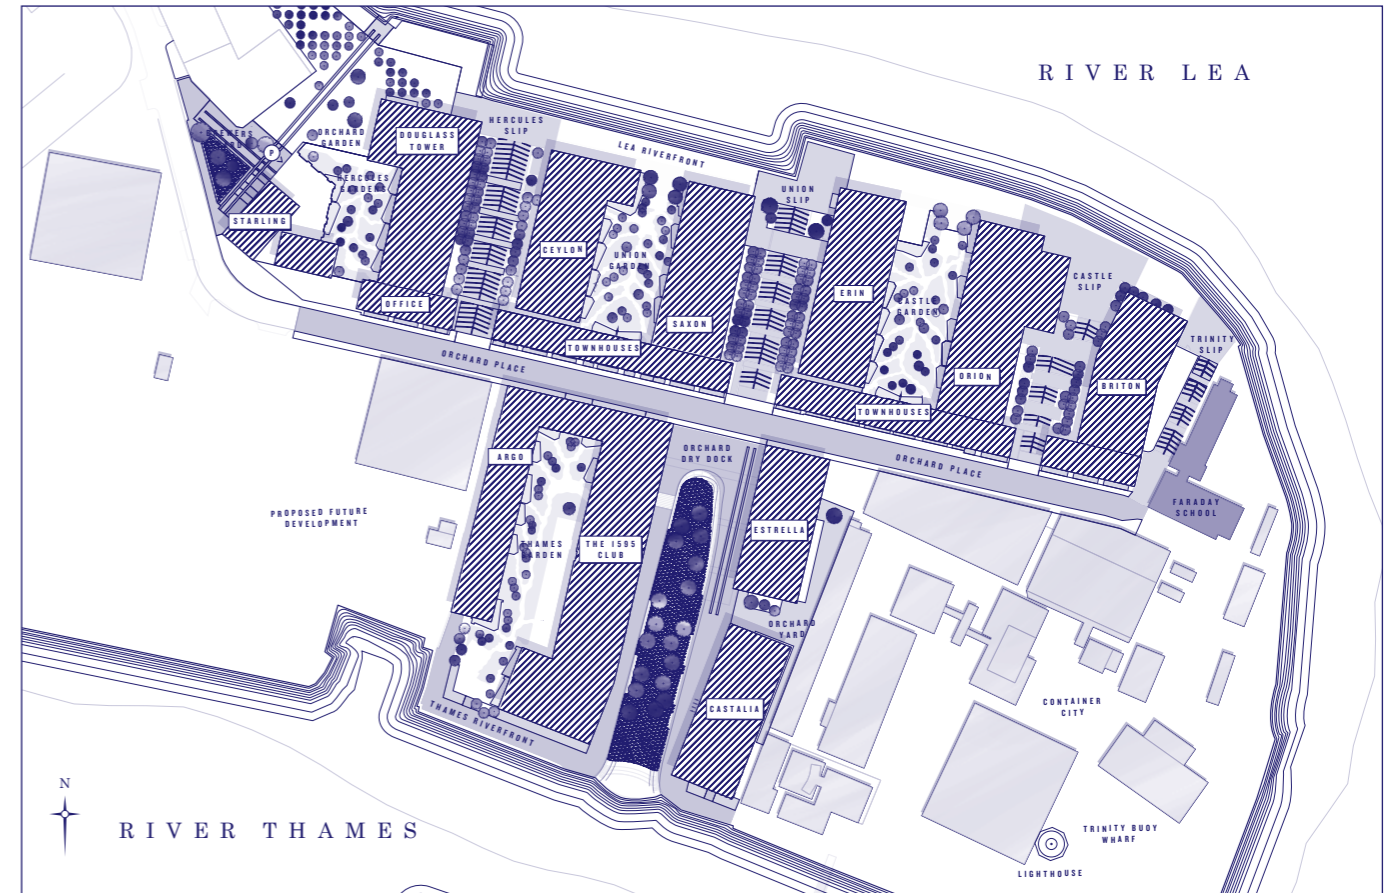 RIVER LEA
HERCULES
SLIP
BREWERS
ORCHARD
GARDEN
DOUGLASS
TOWER
LEA RIVERFRONT
P
HERCULES
GARDENS
UNION
SLIP
STARLING
CEYLON
UNION
GARDEN
CASTLE
SLIP
ERIN
OFFICE
CASTLE
GARDEN
SAXON
TRINITY
SLIP
TOWNHOUSES
ORCHARD PLACE
ORION
GRITON
TOWNHOUSES
ARGO
ORCHARD
DRY DOCK
ORCHARD PLACE
FARADAY
SCHOOL
PROPOSED FUTURE
DEVELOPMENT
ESTRELLA
THAMES
GARDEN
THE 1595
CLUB
ORCHARD
YARD
THAMES RIVERFRONT
CASTALIA
CONTAINER
CITY
N
RIVER THAMES
TRINITY BUOY
WHARF
LIGHTHOUSE